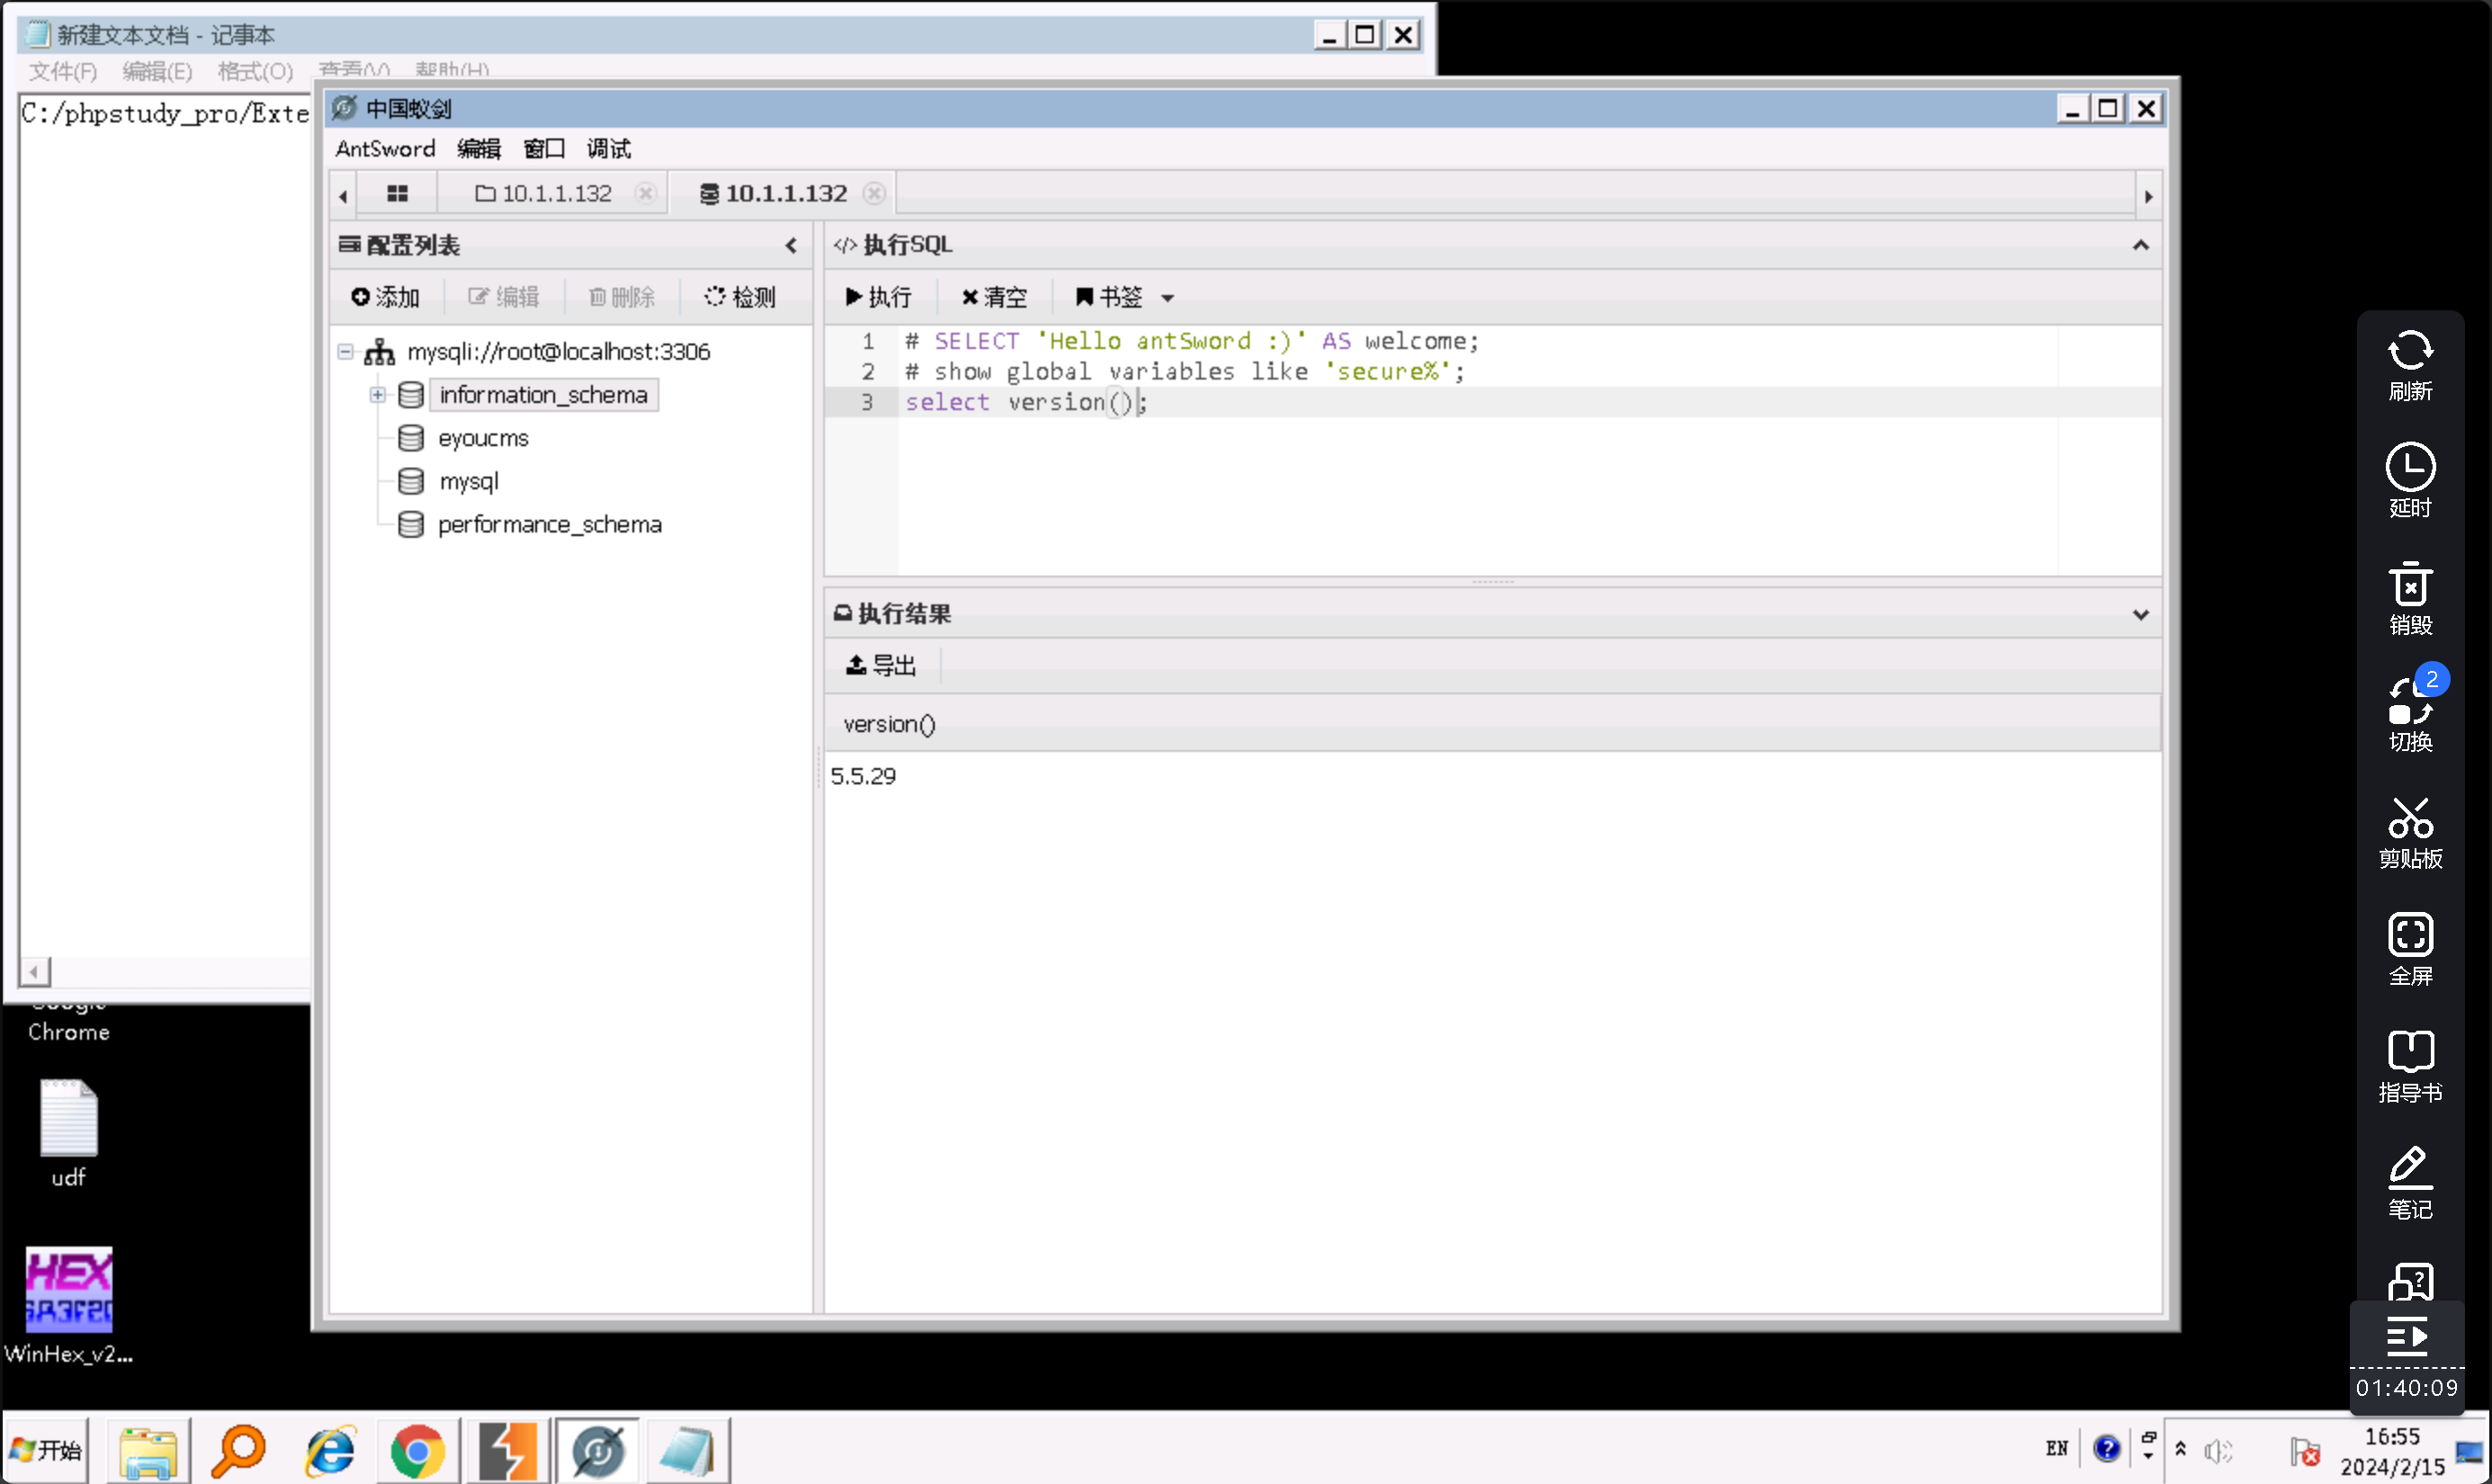 新建文本文档 - 记事本
文件(F) 编辑(E) 格式(O) 查看(V) 帮助(H)
C:/phpstudy_pro/Exte
中国蚁剑
AntSword 编辑 窗口 调试
10.1.1.132
10.1.1.132
配置列表
添加 编辑 删除 检测
mysqli://root@localhost:3306
information_schema
eyoucms
mysql
performance_schema
执行SQL
执行 清空 书签
1 # SELECT 'Hello antSword :)' AS welcome;
2 # show global variables like 'secure%';
3 select version();
执行结果
导出
version()
5.5.29
刷新
延时
销毁
2
切换
剪贴板
全屏
指导书
笔记
01:40:09
Google
Chrome
udf
HEX
WinHex_v2...
开始
EN
16:55
2024/2/15